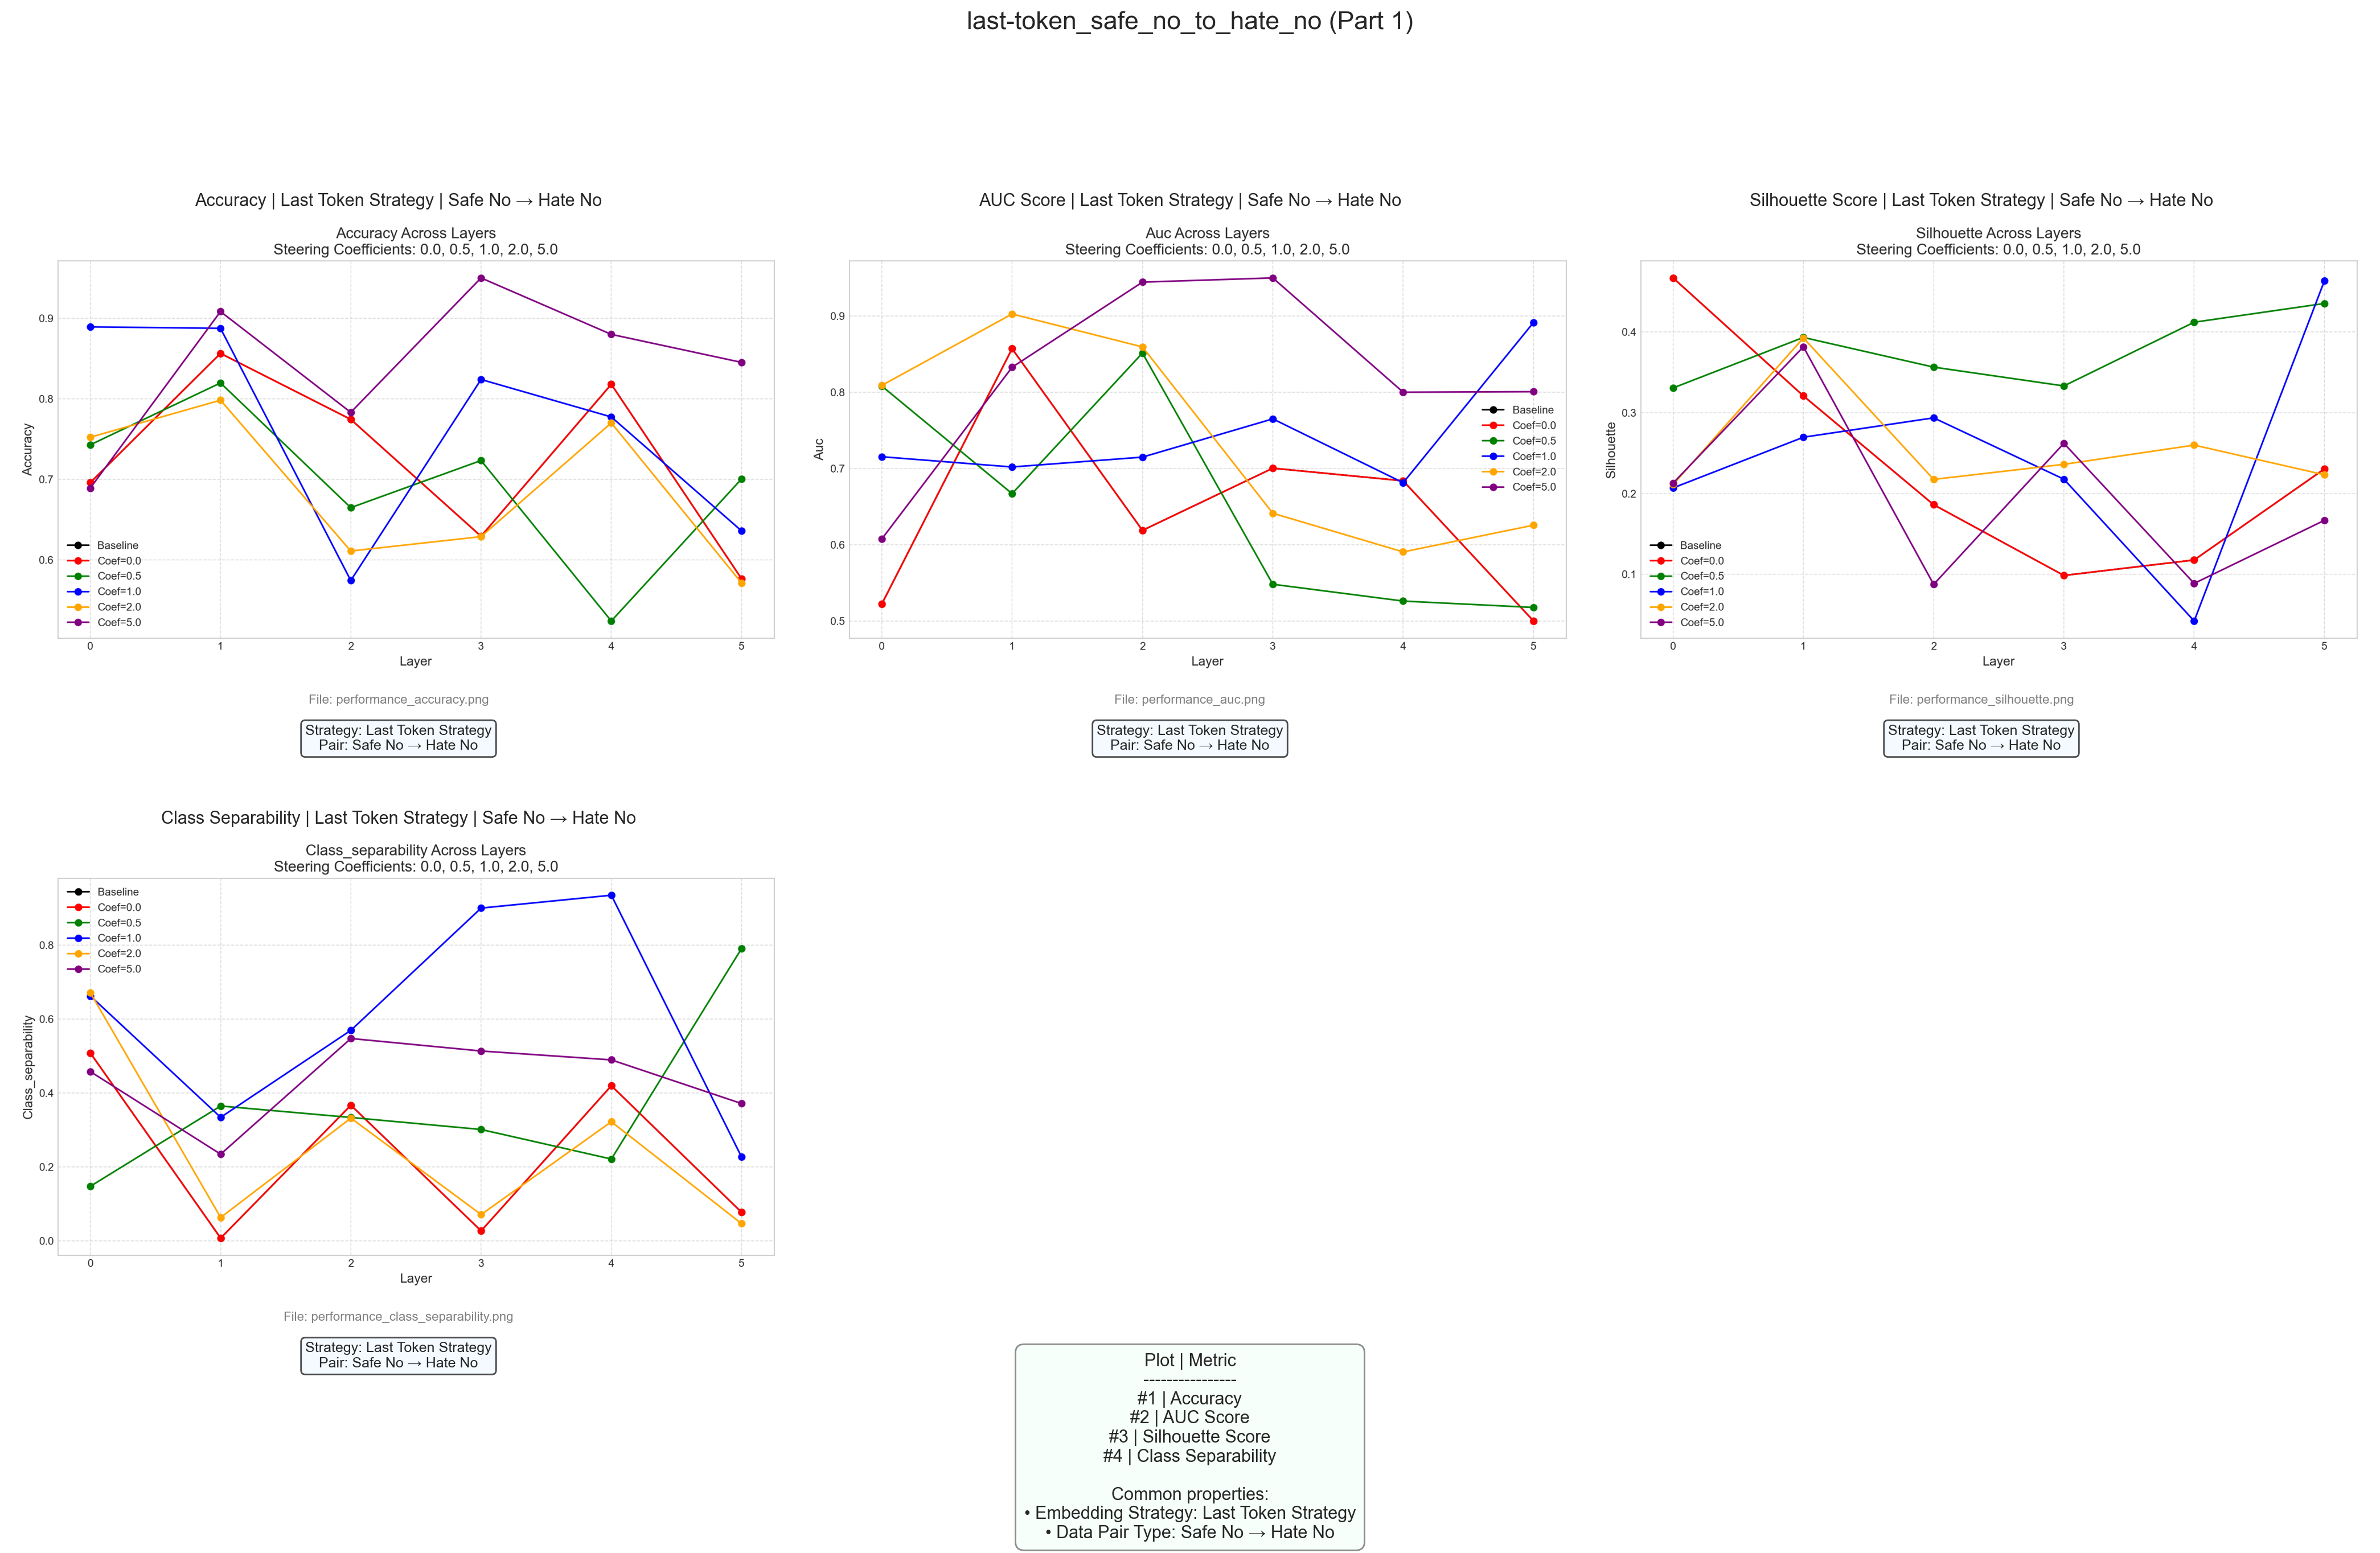 last-token_safe_no_to_hate_no (Part 1)
Accuracy | Last Token Strategy | Safe No → Hate No
Accuracy Across Layers
Steering Coefficients: 0.0, 0.5, 1.0, 2.0, 5.0
Accuracy
0.9
0.8
0.7
0.6
Baseline
Coef=0.0
Coef=0.5
Coef=1.0
Coef=2.0
Coef=5.0
0 1 2 3 4 5
Layer
File: performance_accuracy.png
Strategy: Last Token Strategy
Pair: Safe No → Hate No
AUC Score | Last Token Strategy | Safe No → Hate No
Auc Across Layers
Steering Coefficients: 0.0, 0.5, 1.0, 2.0, 5.0
Auc
0.9
0.8
0.7
0.6
0.5
Baseline
Coef=0.0
Coef=0.5
Coef=1.0
Coef=2.0
Coef=5.0
0 1 2 3 4 5
Layer
File: performance_auc.png
Strategy: Last Token Strategy
Pair: Safe No → Hate No
Silhouette Score | Last Token Strategy | Safe No → Hate No
Silhouette Across Layers
Steering Coefficients: 0.0, 0.5, 1.0, 2.0, 5.0
Silhouette
0.4
0.3
0.2
0.1
Baseline
Coef=0.0
Coef=0.5
Coef=1.0
Coef=2.0
Coef=5.0
0 1 2 3 4 5
Layer
File: performance_silhouette.png
Strategy: Last Token Strategy
Pair: Safe No → Hate No
Class Separability | Last Token Strategy | Safe No → Hate No
Class_separability Across Layers
Steering Coefficients: 0.0, 0.5, 1.0, 2.0, 5.0
Class_separability
0.8
0.6
0.4
0.2
0.0
Baseline
Coef=0.0
Coef=0.5
Coef=1.0
Coef=2.0
Coef=5.0
0 1 2 3 4 5
Layer
File: performance_class_separability.png
Strategy: Last Token Strategy
Pair: Safe No → Hate No
Plot | Metric
----------------
#1 | Accuracy
#2 | AUC Score
#3 | Silhouette Score
#4 | Class Separability
Common properties:
• Embedding Strategy: Last Token Strategy
• Data Pair Type: Safe No → Hate No